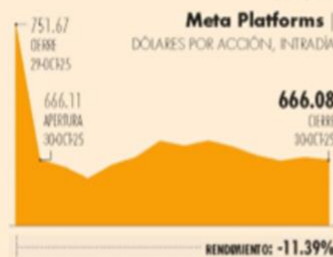 Meta Platforms
DÓLARES POR ACCIÓN, INTRADÍA
751.67
CIERRE
29-OCT-25
666.11
APERTURA
30-OCT-25
666.08
CIERRE
30-OCT-25
RENDIMIENTO: -11.39%